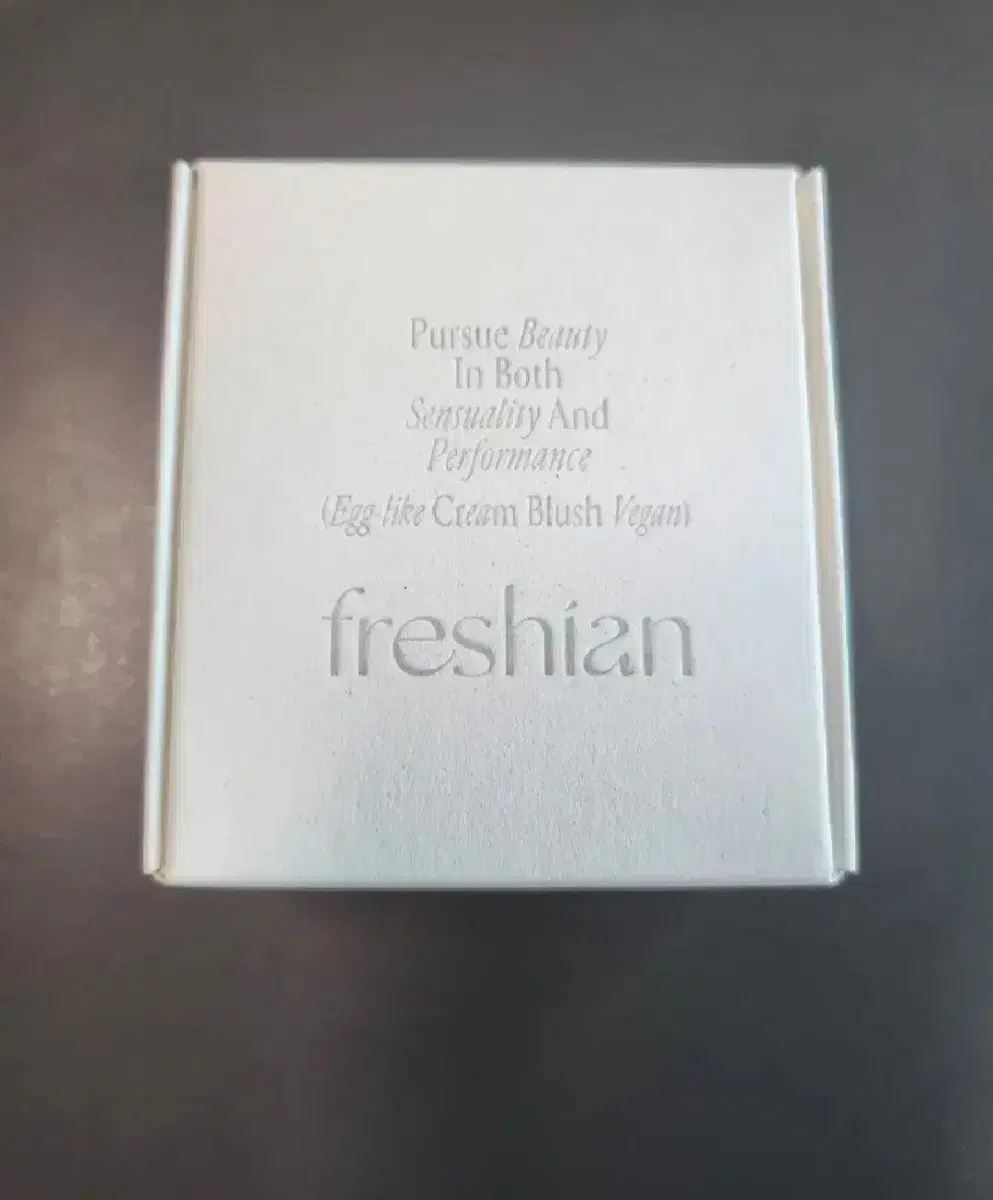 Pursue Beauty
In Both
Sensuality And
Performance
(Egg-like Cream Blush Vegan)
freshian